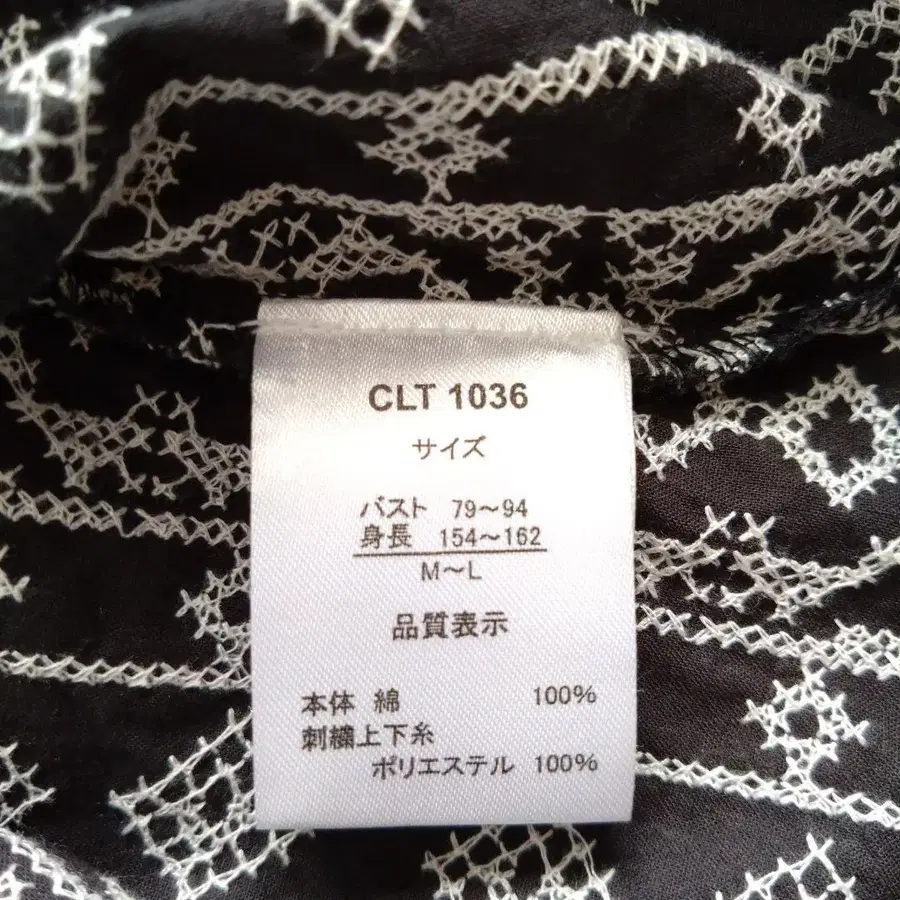 CLT 1036
サイズ
バスト 79〜94
身長 154〜162
M〜L
品質表示
本体 綿 100%
刺繍上下糸
ポリエステル 100%